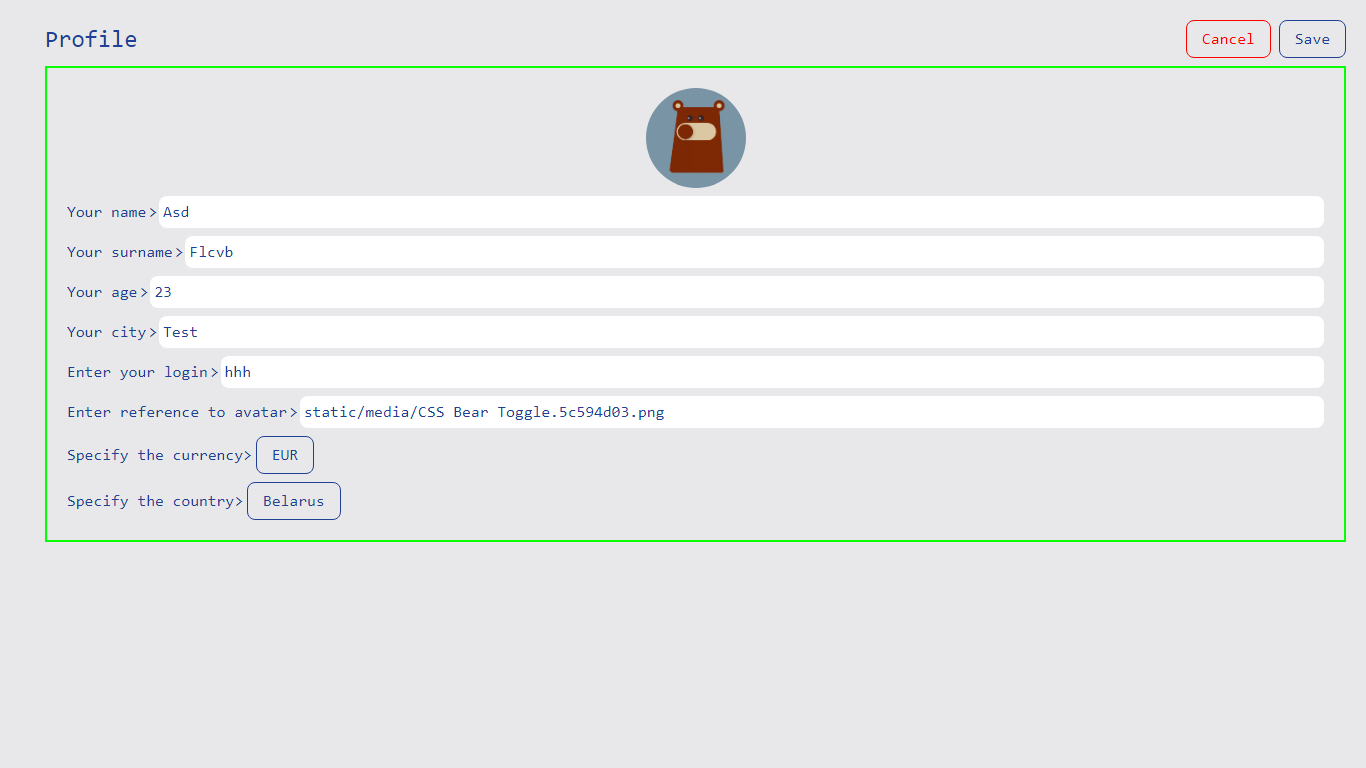 Profile
Cancel Save
Your name> Asd
Your surname> Flcvb
Your age> 23
Your city> Test
Enter your login> hhh
Enter reference to avatar> static/media/CSS Bear Toggle.5c594d03.png
Specify the currency> EUR
Specify the country> Belarus